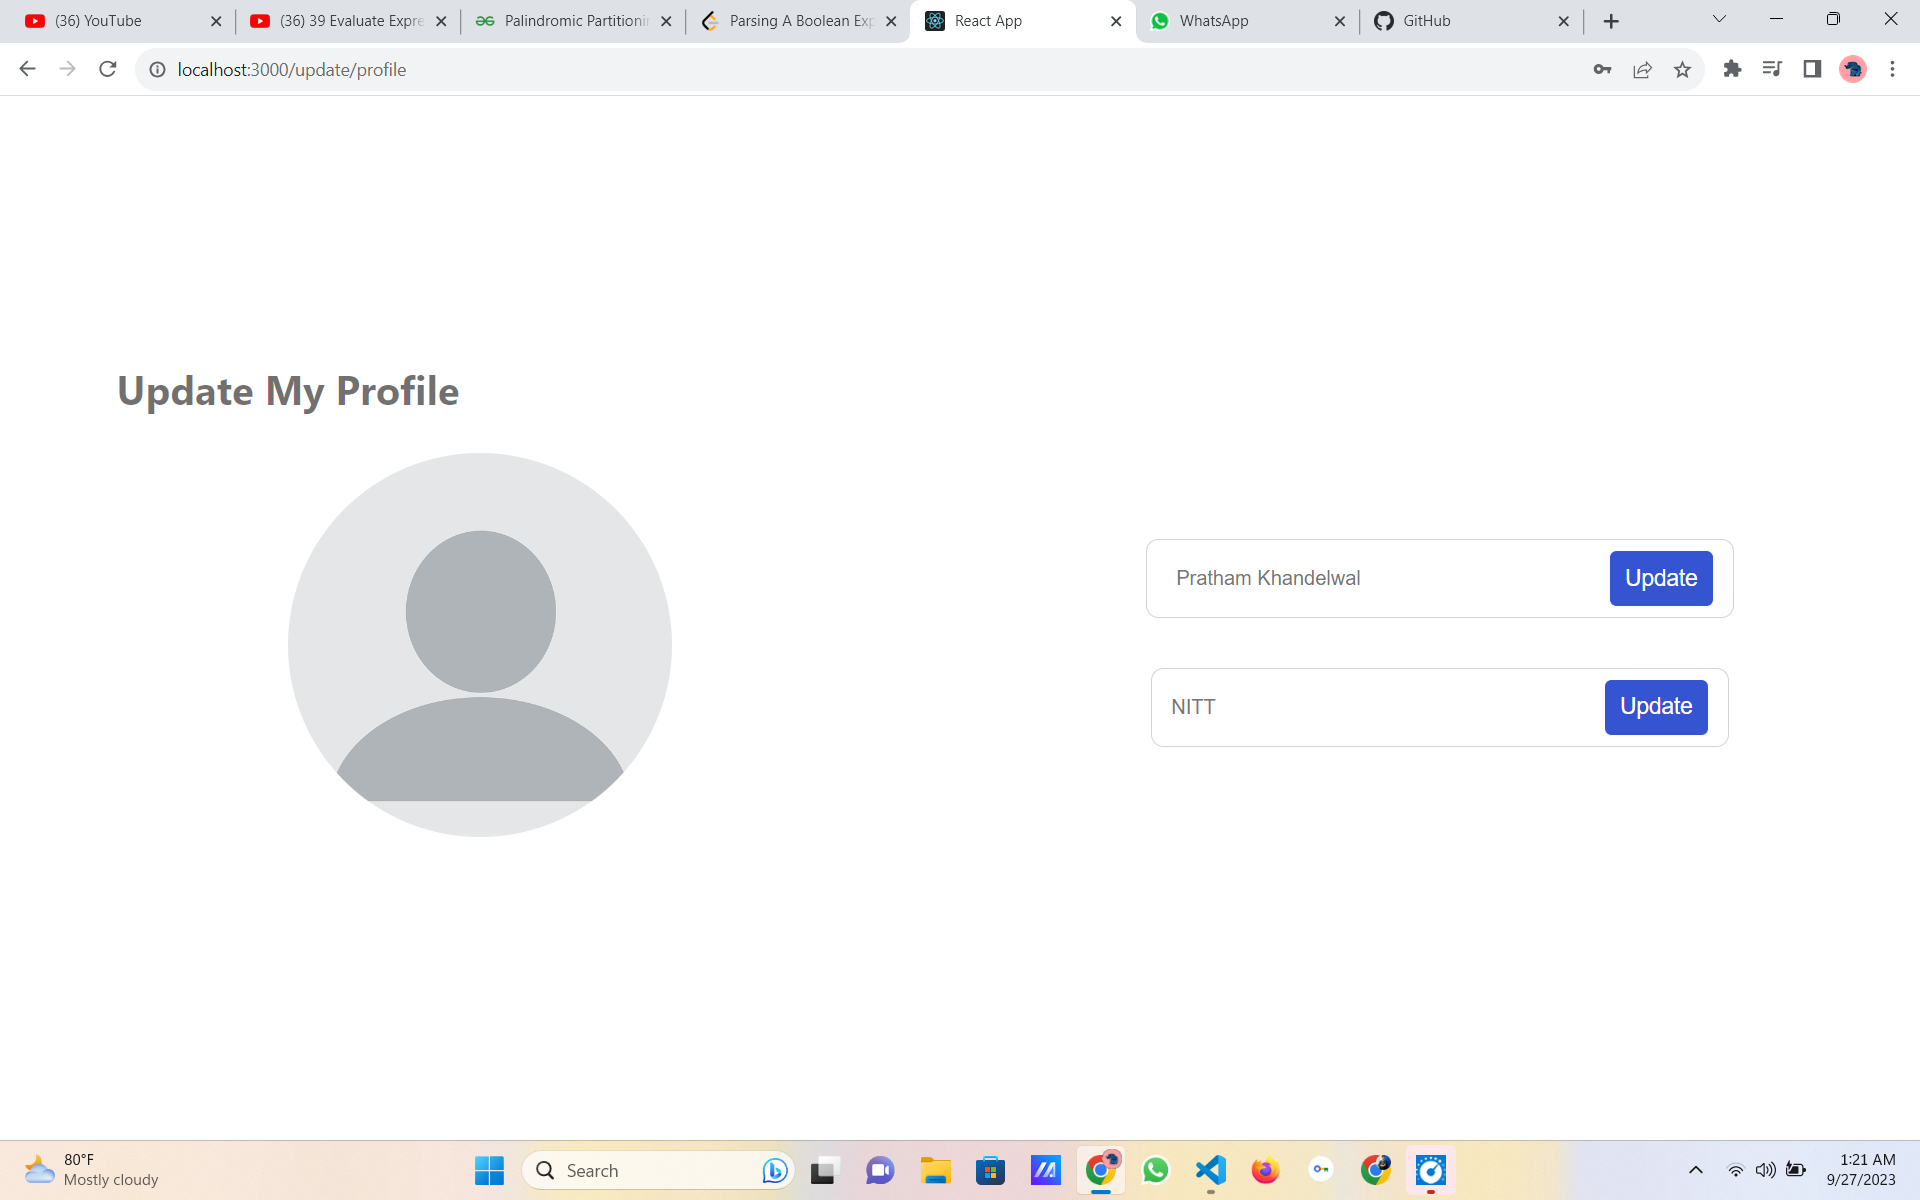 (36) YouTube
(36) 39 Evaluate Expre
Palindromic Partitionin
Parsing A Boolean Exp
React App
WhatsApp
GitHub
localhost:3000/update/profile
Update My Profile
Pratham Khandelwal
Update
NITT
Update
80°F
Mostly cloudy
Search
1:21 AM
9/27/2023